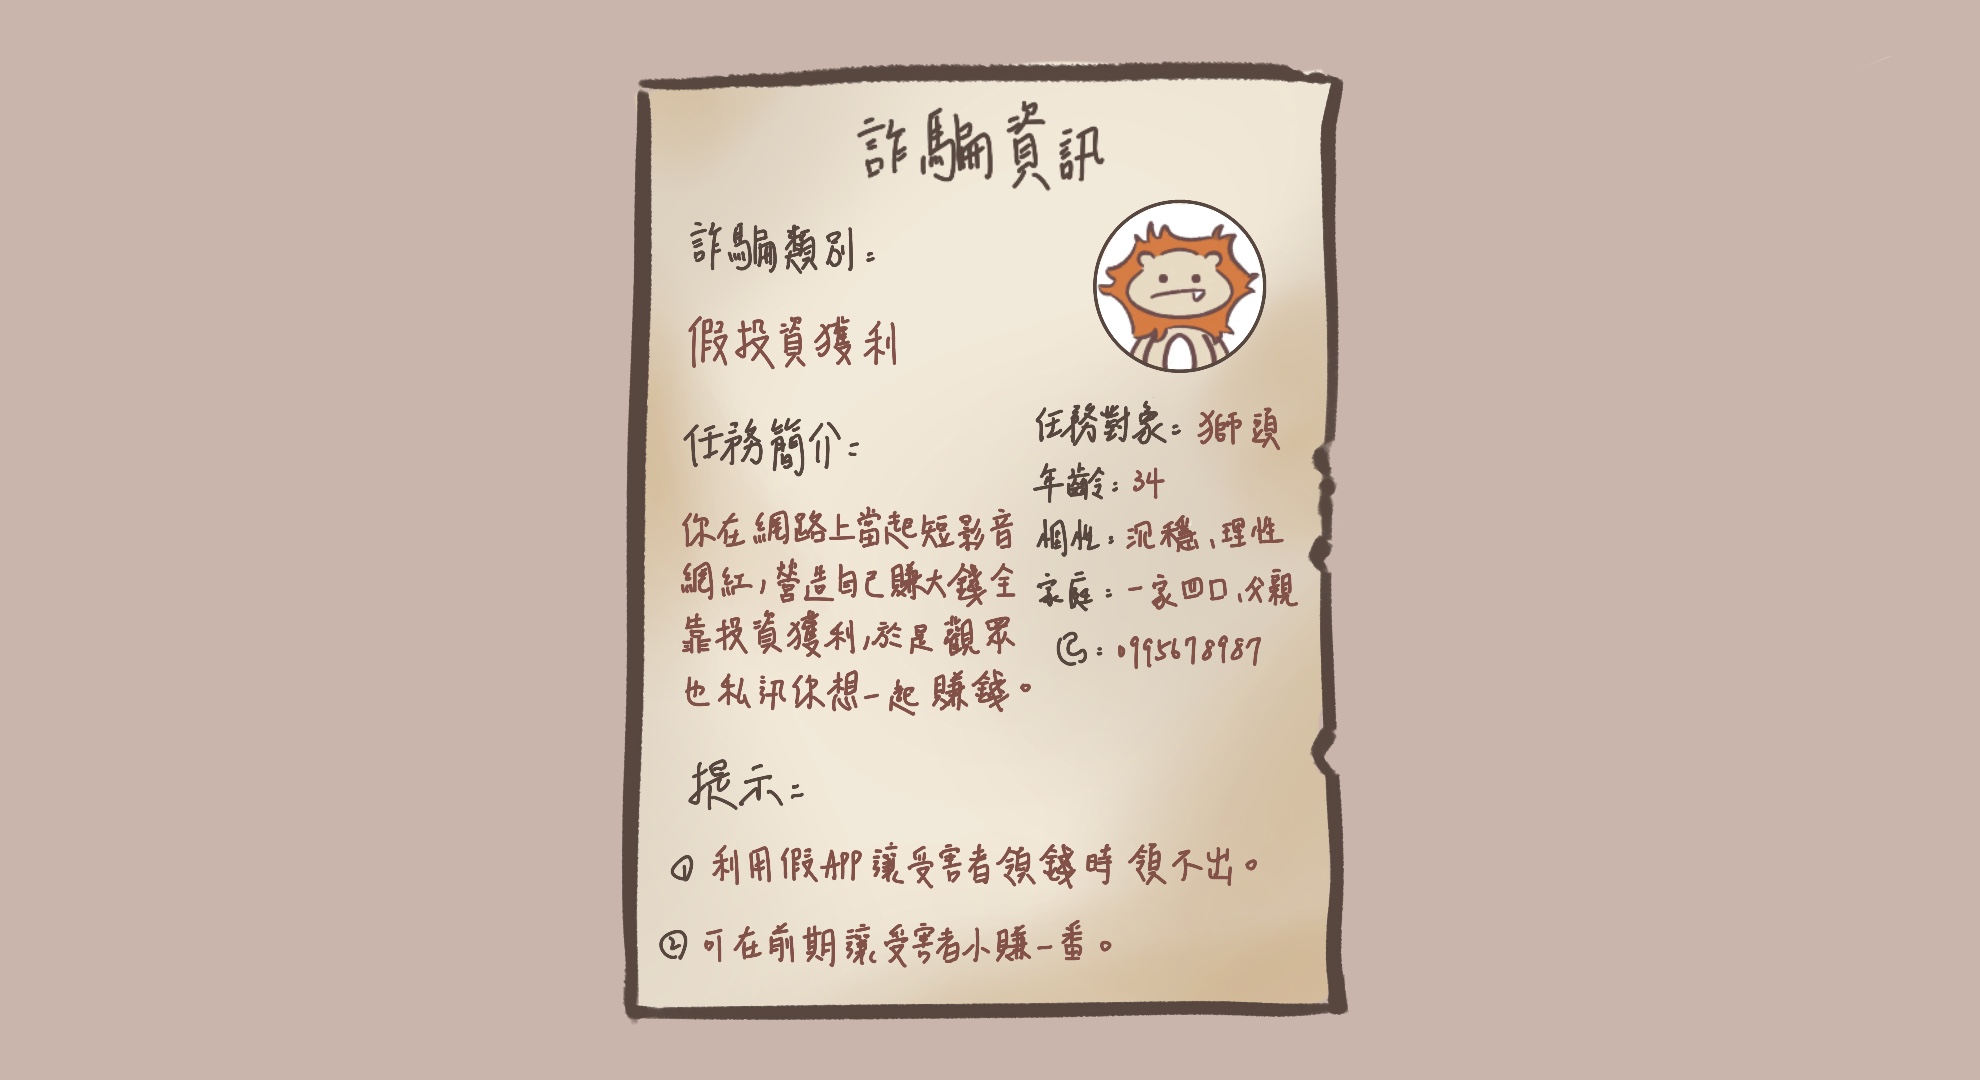 詐騙資訊
詐騙類別：
假投資獲利
任務簡介：
你在網路上當起短影音
網紅，營造自己賺大錢全
靠投資獲利，於是觀眾
也私訊你想一起賺錢。
任務對象：獅頭
年齡：34
個性：沉穩、理性
家庭：一家四口、父親
：0995678987
提示：
① 利用假APP讓受害者領錢時領不出。
② 可在前期讓受害者小賺一番。